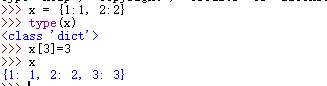 >>> x = {1:1, 2:2}
>>> type(x)
<class 'dict'>
>>> x[3]=3
>>> x
{1: 1, 2: 2, 3: 3}
>>>